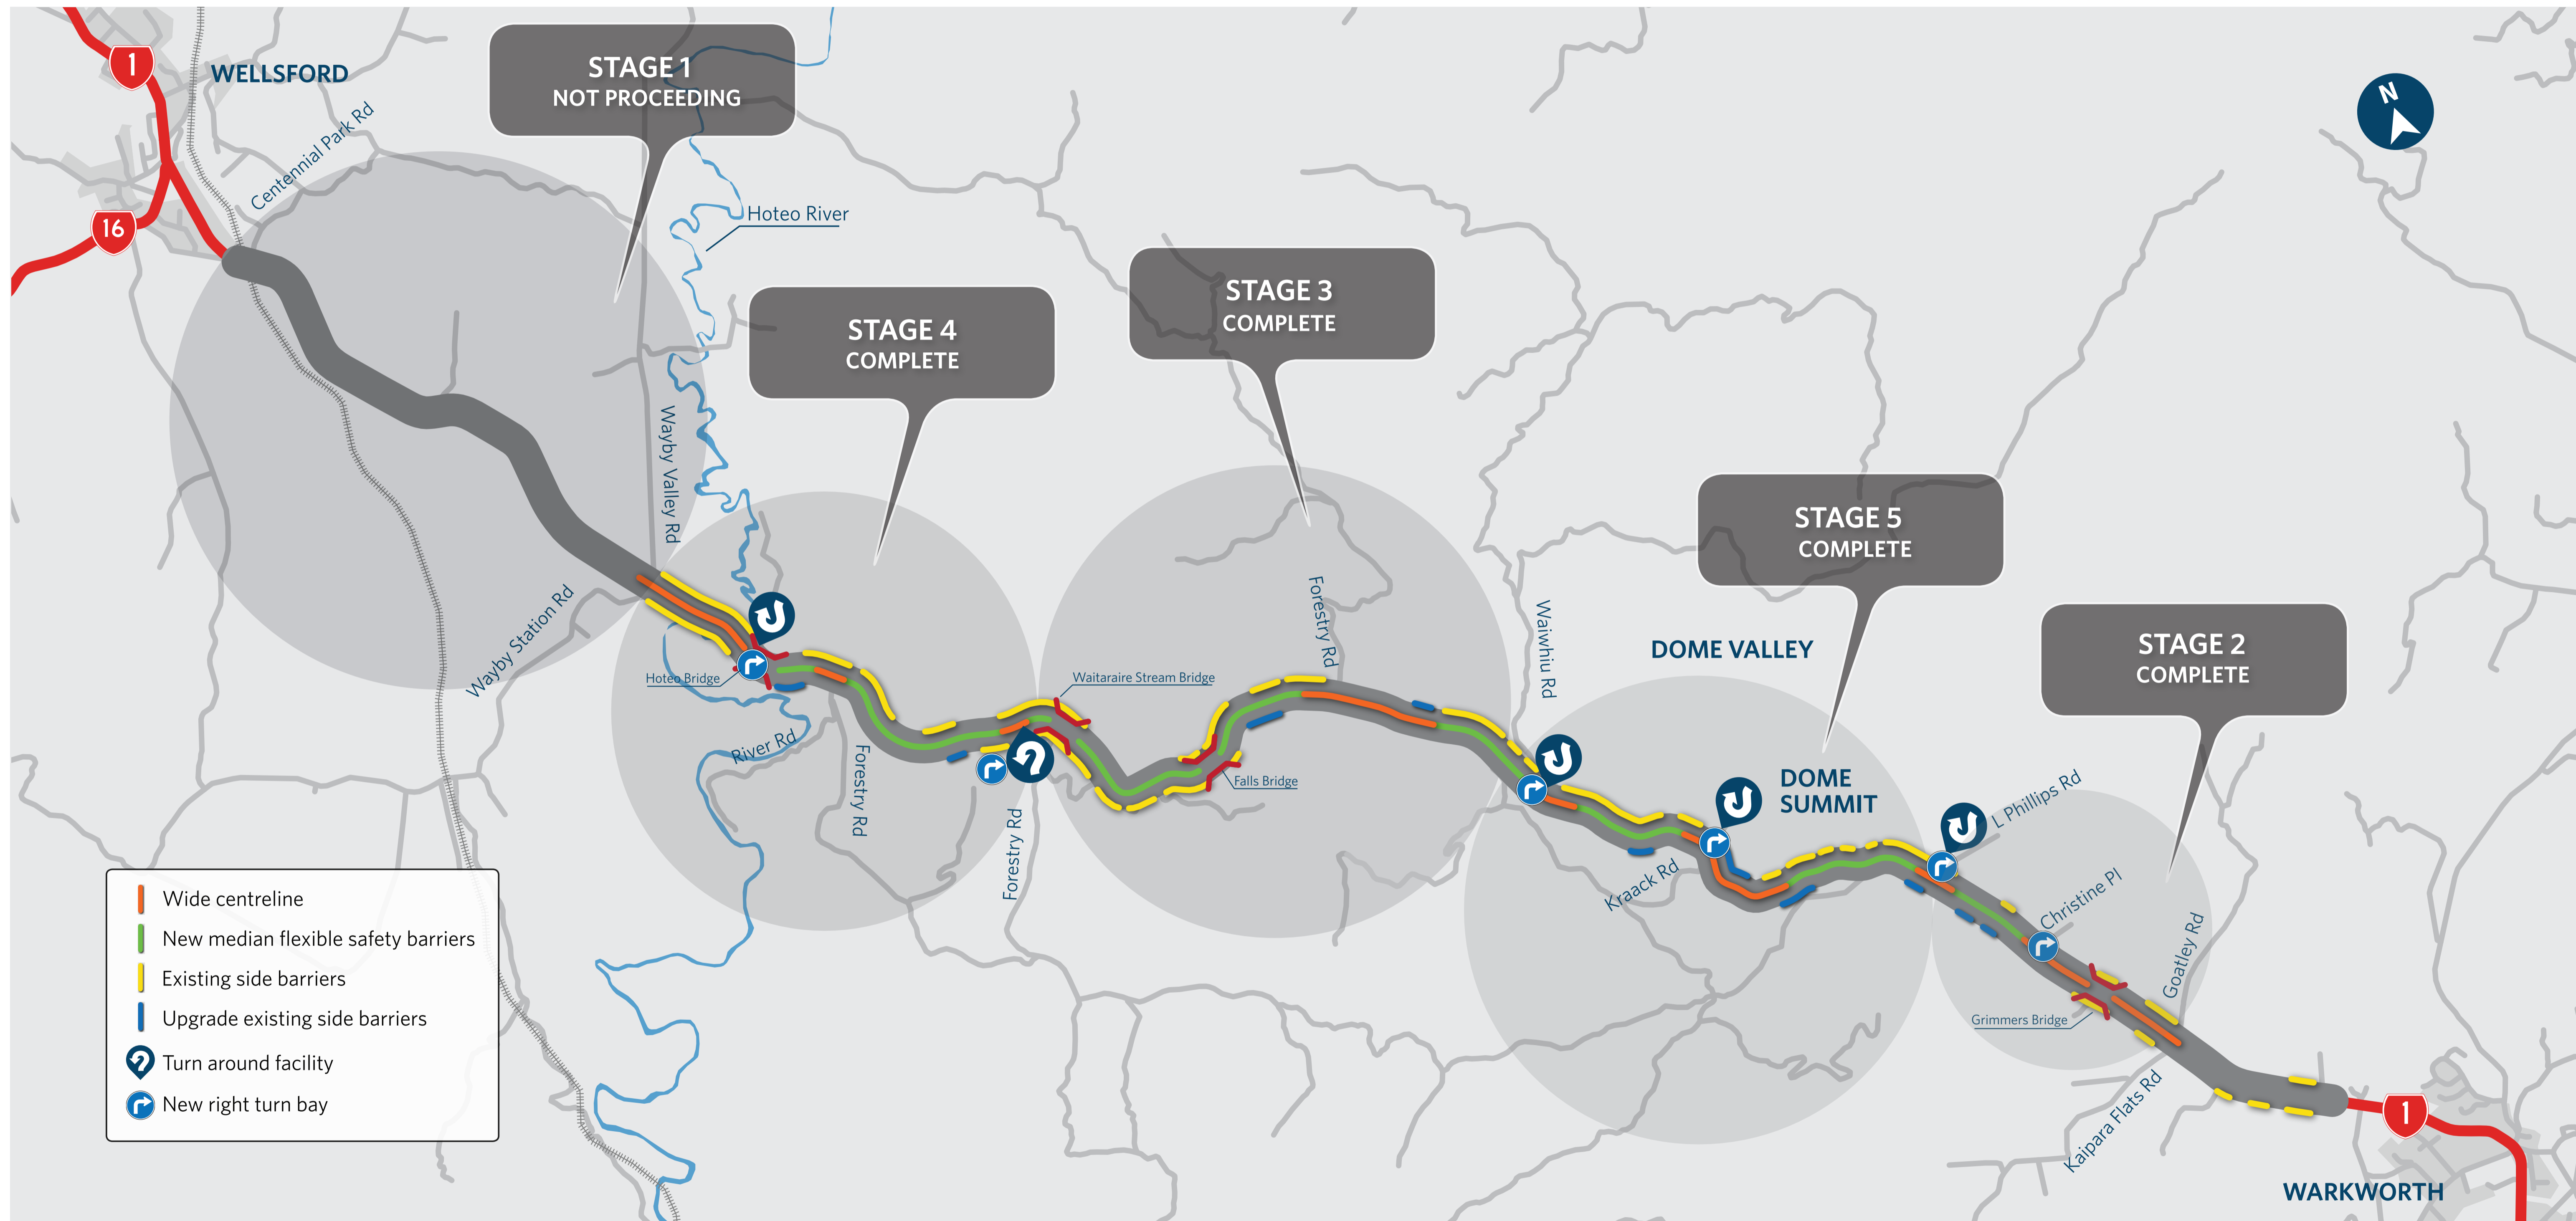 1
WELLSFORD
Centennial Park Rd
16
STAGE 1
NOT PROCEEDING
N
Hoteo River
STAGE 4
COMPLETE
STAGE 3
COMPLETE
Wayby Valley Rd
STAGE 5
COMPLETE
Wayby Station Rd
Hoteo Bridge
Waitaraire Stream Bridge
Forestry Rd
Waiwhiu Rd
DOME VALLEY
STAGE 2
COMPLETE
River Rd
Forestry Rd
Forestry Rd
Falls Bridge
DOME
SUMMIT
Kraack Rd
L Phillips Rd
Christine Pl
Goatley Rd
Grimmers Bridge
Kaipara Flats Rd
1
WARKWORTH
Wide centreline
New median flexible safety barriers
Existing side barriers
Upgrade existing side barriers
Turn around facility
New right turn bay